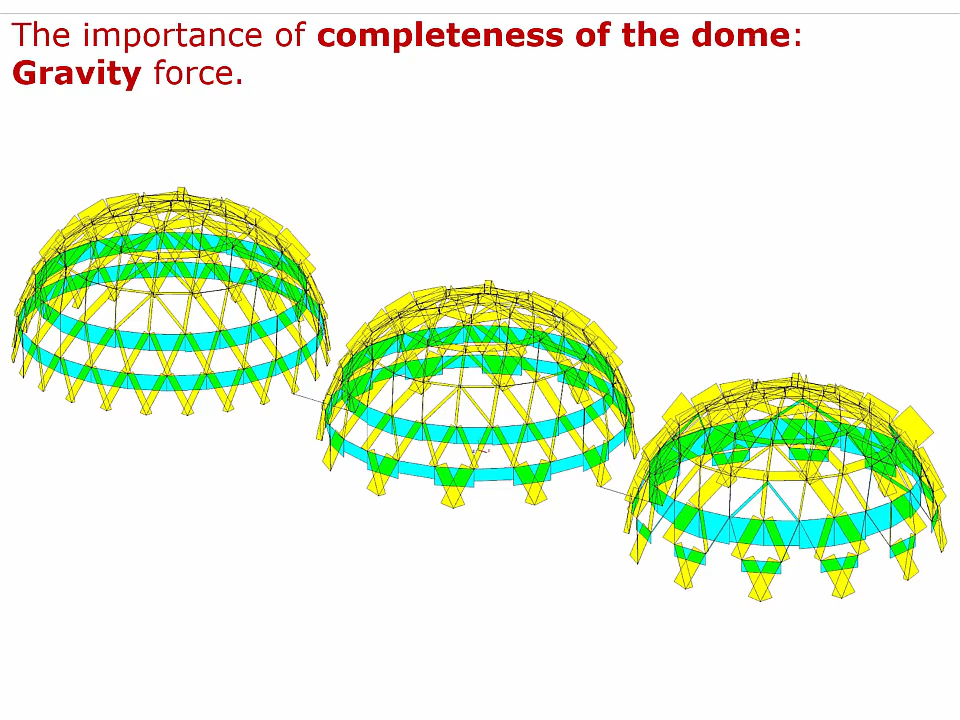 The importance of completeness of the dome:
Gravity force.